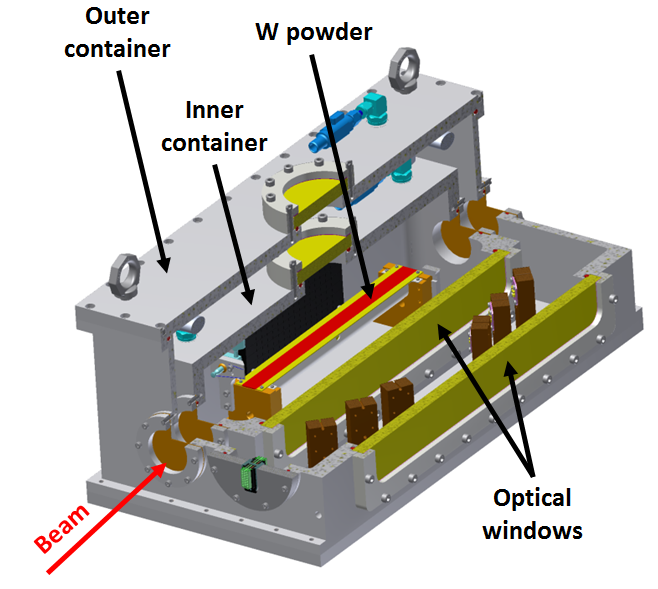 Outer
container
W powder
Inner
container
Beam
Optical
windows